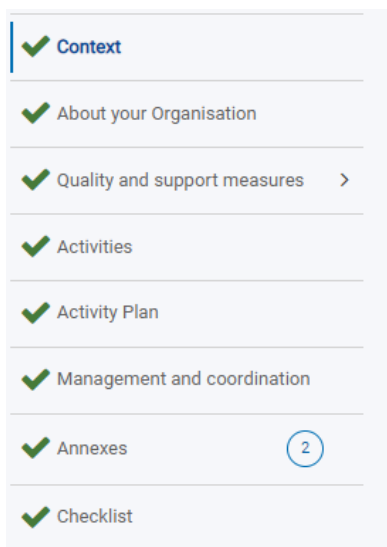 Context
About your Organisation
Quality and support measures
Activities
Activity Plan
Management and coordination
Annexes 2
Checklist